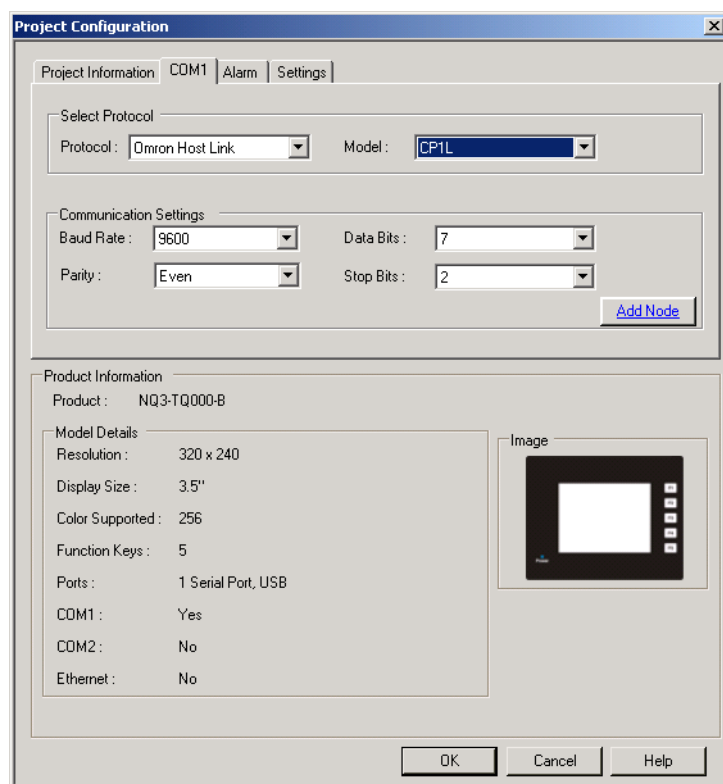 Project Configuration
Project Information COM1 Alarm Settings
Select Protocol
Protocol : Omron Host Link Model : CP1L
Communication Settings
Baud Rate : 9600 Data Bits : 7
Parity : Even Stop Bits : 2
Add Node
Product Information
Product : NQ3-TQ000-B
Model Details
Image
Resolution : 320 x 240
Display Size : 3.5"
Color Supported : 256
Function Keys : 5
Ports : 1 Serial Port, USB
COM1 : Yes
COM2 : No
Ethernet : No
OK Cancel Help